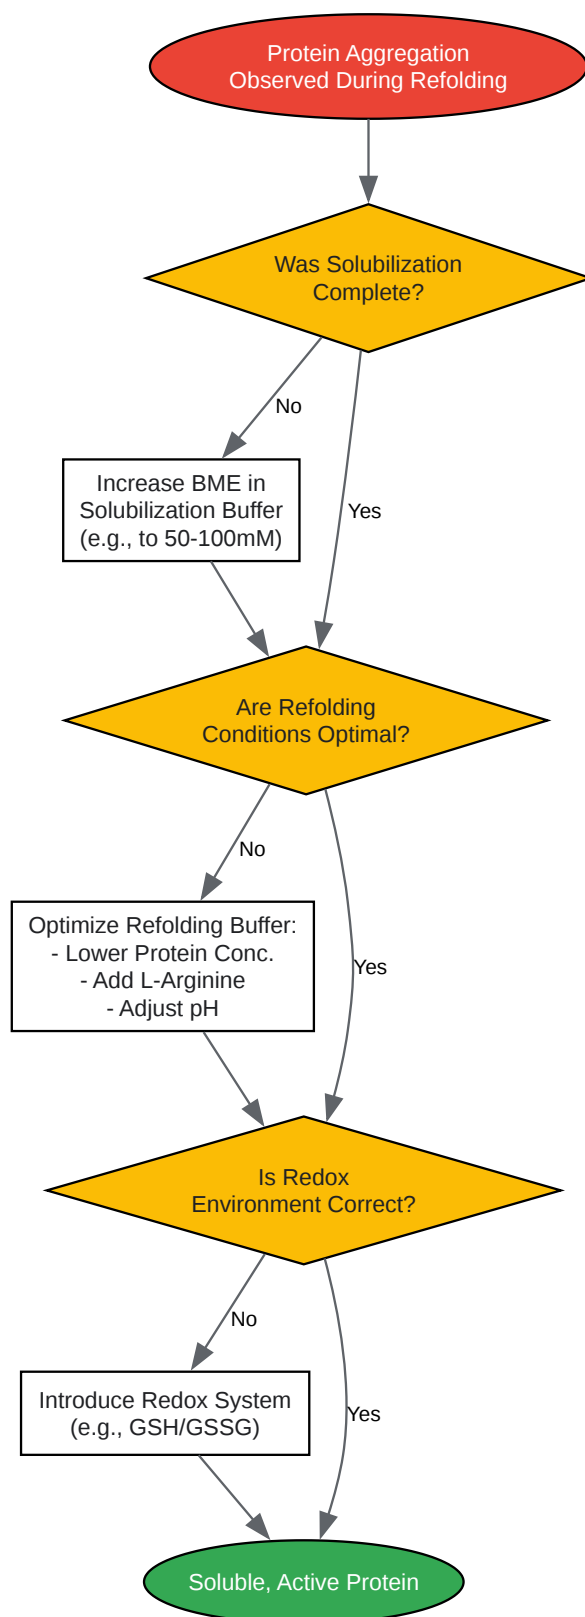 Protein Aggregation
Observed During Refolding
Was Solubilization
Complete?
No
Increase BME in
Solubilization Buffer
(e.g., to 50-100mM)
Yes
Are Refolding
Conditions Optimal?
No
Optimize Refolding Buffer:
- Lower Protein Conc.
- Add L-Arginine
- Adjust pH
Yes
Is Redox
Environment Correct?
No
Introduce Redox System
(e.g., GSH/GSSG)
Yes
Soluble, Active Protein